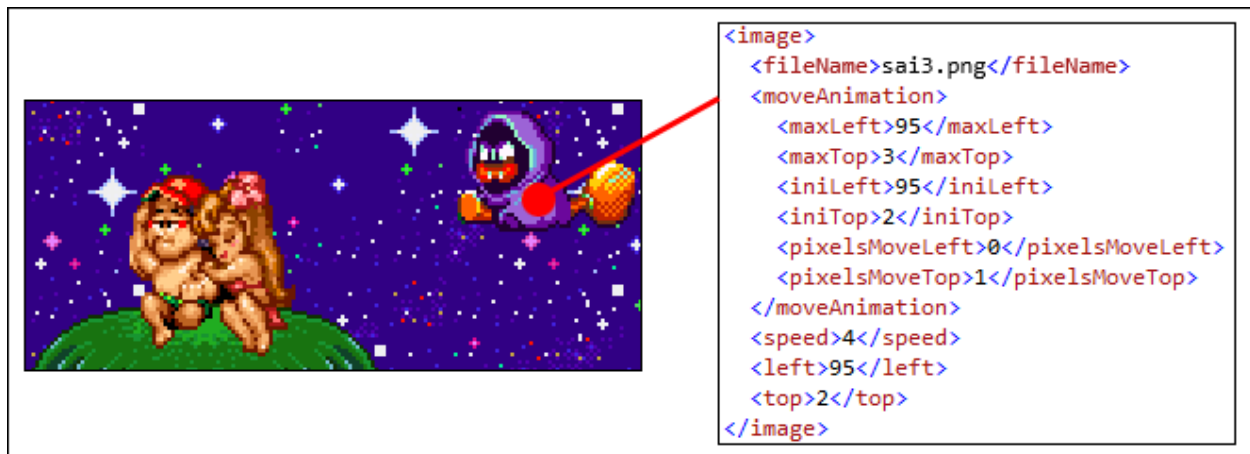 <image>
<fileName>sai3.png</fileName>
<moveAnimation>
<maxLeft>95</maxLeft>
<maxTop>3</maxTop>
<iniLeft>95</iniLeft>
<iniTop>2</iniTop>
<pixelsMoveLeft>0</pixelsMoveLeft>
<pixelsMoveTop>1</pixelsMoveTop>
</moveAnimation>
<speed>4</speed>
<left>95</left>
<top>2</top>
</image>